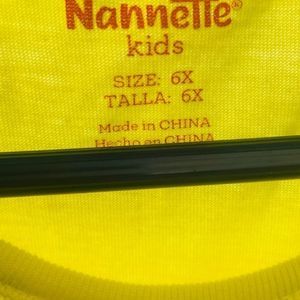 Nannette®
kids
SIZE: 6X
TALLA: 6X
Made in CHINA
Hecho en CHINA